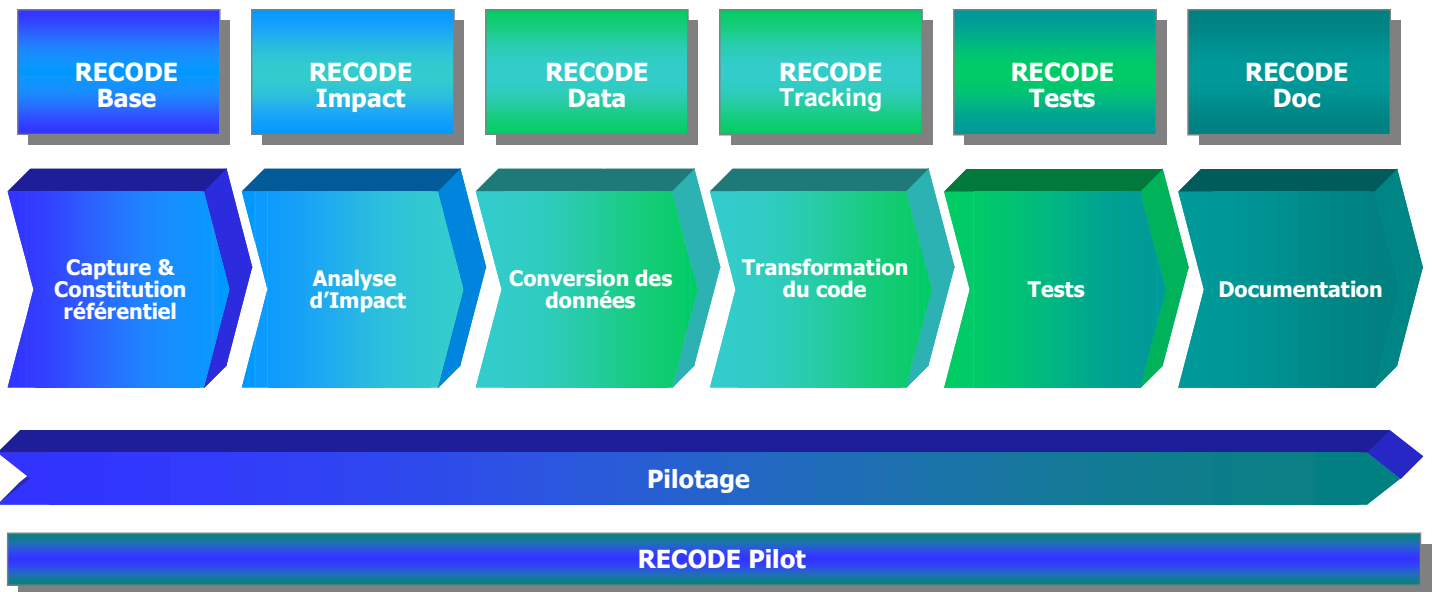 RECODE
Base
RECODE
Impact
RECODE
Data
RECODE
Tracking
RECODE
Tests
RECODE
Doc
Capture &
Constitution
référentiel
Analyse
d’Impact
Conversion des
données
Transformation
du code
Tests
Documentation
Pilotage
RECODE Pilot